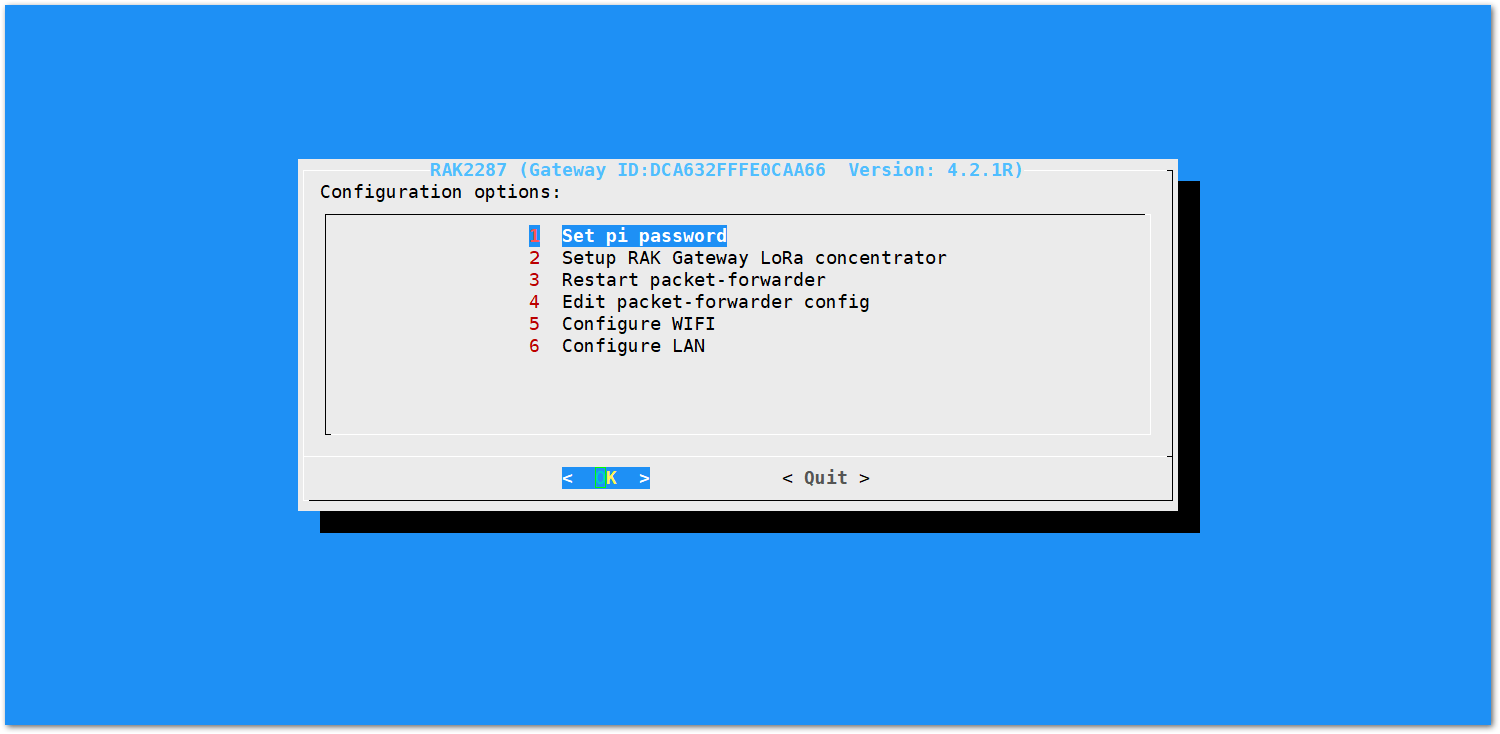 RAK2287 (Gateway ID:DCA632FFFE0CAA66  Version: 4.2.1R)
Configuration options:
1  Set pi password
2  Setup RAK Gateway LoRa concentrator
3  Restart packet-forwarder
4  Edit packet-forwarder config
5  Configure WIFI
6  Configure LAN
<  OK  >  < Quit >